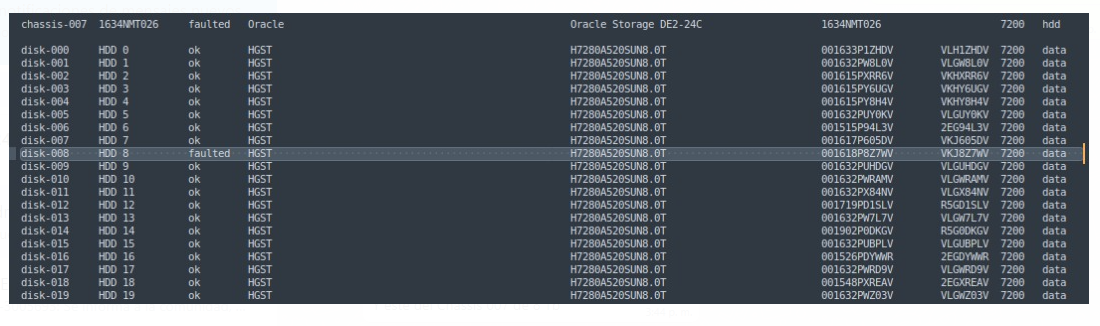 chassis-007 1634NMT026 faulted Oracle Oracle Storage DE2-24C 1634NMT026 7200 hdd
disk-000 HDD 0 ok HGST H7280A520SUN8.0T 001633P1ZHDV VLH1ZHDV 7200 data
disk-001 HDD 1 ok HGST H7280A520SUN8.0T 001632PW8L0V VLGW8L0V 7200 data
disk-002 HDD 2 ok HGST H7280A520SUN8.0T 001615PXRR6V VKHXRR6V 7200 data
disk-003 HDD 3 ok HGST H7280A520SUN8.0T 001615PY6UGV VKHY6UGV 7200 data
disk-004 HDD 4 ok HGST H7280A520SUN8.0T 001615PY8H4V VKHY8H4V 7200 data
disk-005 HDD 5 ok HGST H7280A520SUN8.0T 001632PUY0KV VLGUY0KV 7200 data
disk-006 HDD 6 ok HGST H7280A520SUN8.0T 001515P94L3V 2EG94L3V 7200 data
disk-007 HDD 7 ok HGST H7280A520SUN8.0T 001617P605DV VKJ605DV 7200 data
disk-008 HDD 8 faulted HGST H7280A520SUN8.0T 001618P8Z7WV VKJ8Z7WV 7200 data
disk-009 HDD 9 ok HGST H7280A520SUN8.0T 001632PUHDGV VLGUHDGV 7200 data
disk-010 HDD 10 ok HGST H7280A520SUN8.0T 001632PWRAMV VLGWRAMV 7200 data
disk-011 HDD 11 ok HGST H7280A520SUN8.0T 001632PX84NV VLGX84NV 7200 data
disk-012 HDD 12 ok HGST H7280A520SUN8.0T 001719PD1SLV R5GD1SLV 7200 data
disk-013 HDD 13 ok HGST H7280A520SUN8.0T 001632PW7L7V VLGW7L7V 7200 data
disk-014 HDD 14 ok HGST H7280A520SUN8.0T 001902P0DKGV R5G0DKGV 7200 data
disk-015 HDD 15 ok HGST H7280A520SUN8.0T 001632PUBPLV VLGUBPLV 7200 data
disk-016 HDD 16 ok HGST H7280A520SUN8.0T 001526PDYWWR 2EGDYWWR 7200 data
disk-017 HDD 17 ok HGST H7280A520SUN8.0T 001632PWRD9V VLGWRD9V 7200 data
disk-018 HDD 18 ok HGST H7280A520SUN8.0T 001548PXREAV 2EGXREAV 7200 data
disk-019 HDD 19 ok HGST H7280A520SUN8.0T 001632PWZ03V VLGWZ03V 7200 data